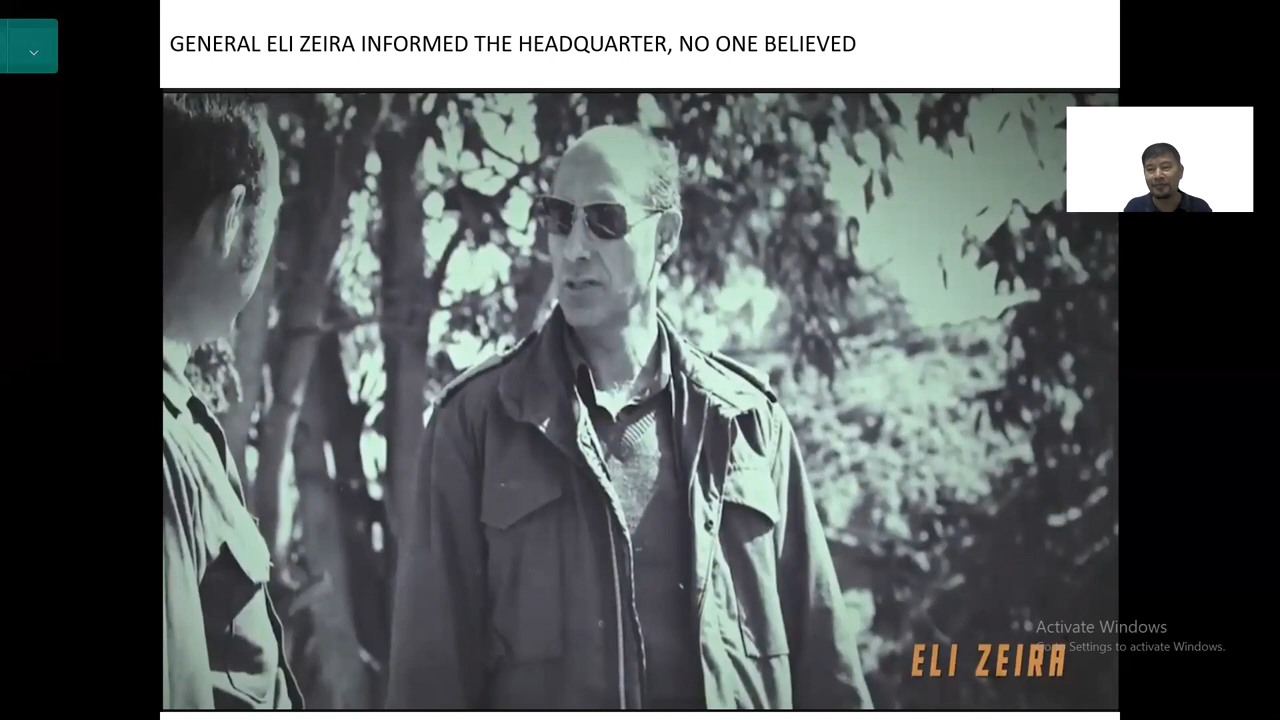 GENERAL ELI ZEIRA INFORMED THE HEADQUARTER, NO ONE BELIEVED
Activate Windows
Settings to activate Windows.
ELI ZEIRA